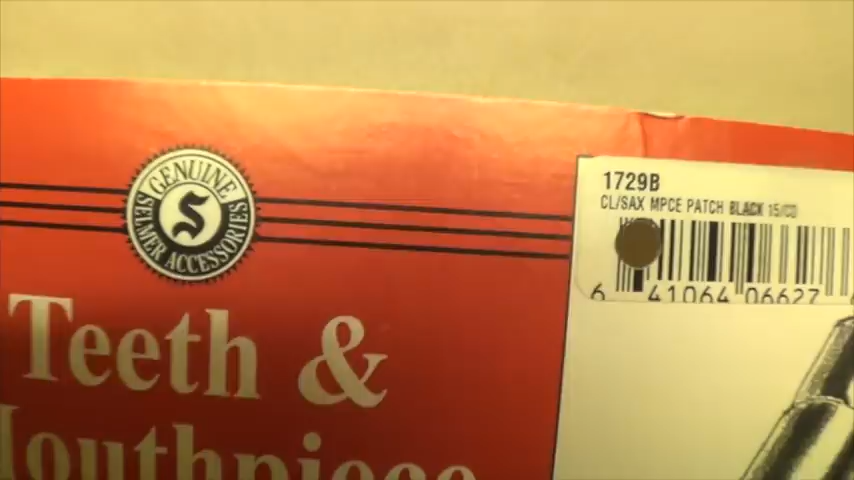 GENUINE
S
SELMER ACCESSORIES
1729B
CL/SAX MPCE PATCH BLACK 15/CD
6 41064 06627
Teeth &
Mouthpiece